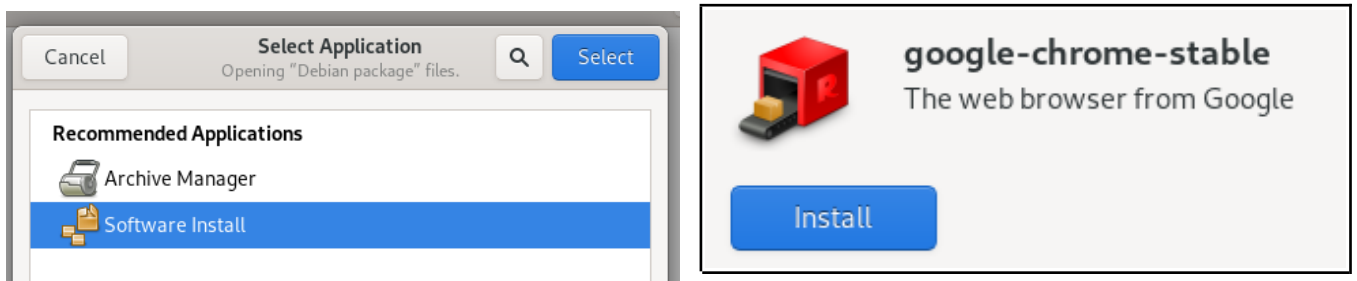 Cancel
Select Application
Opening “Debian package” files.
Select
Recommended Applications
Archive Manager
Software Install
R
google-chrome-stable
The web browser from Google
Install